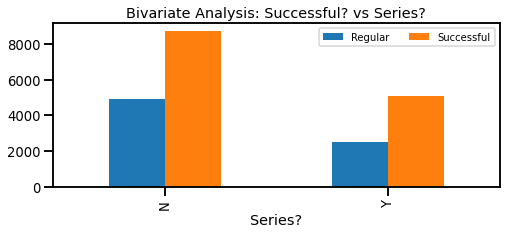 Bivariate Analysis: Successful? vs Series?
Regular
Successful
8000
6000
4000
2000
0
N
Y
Series?